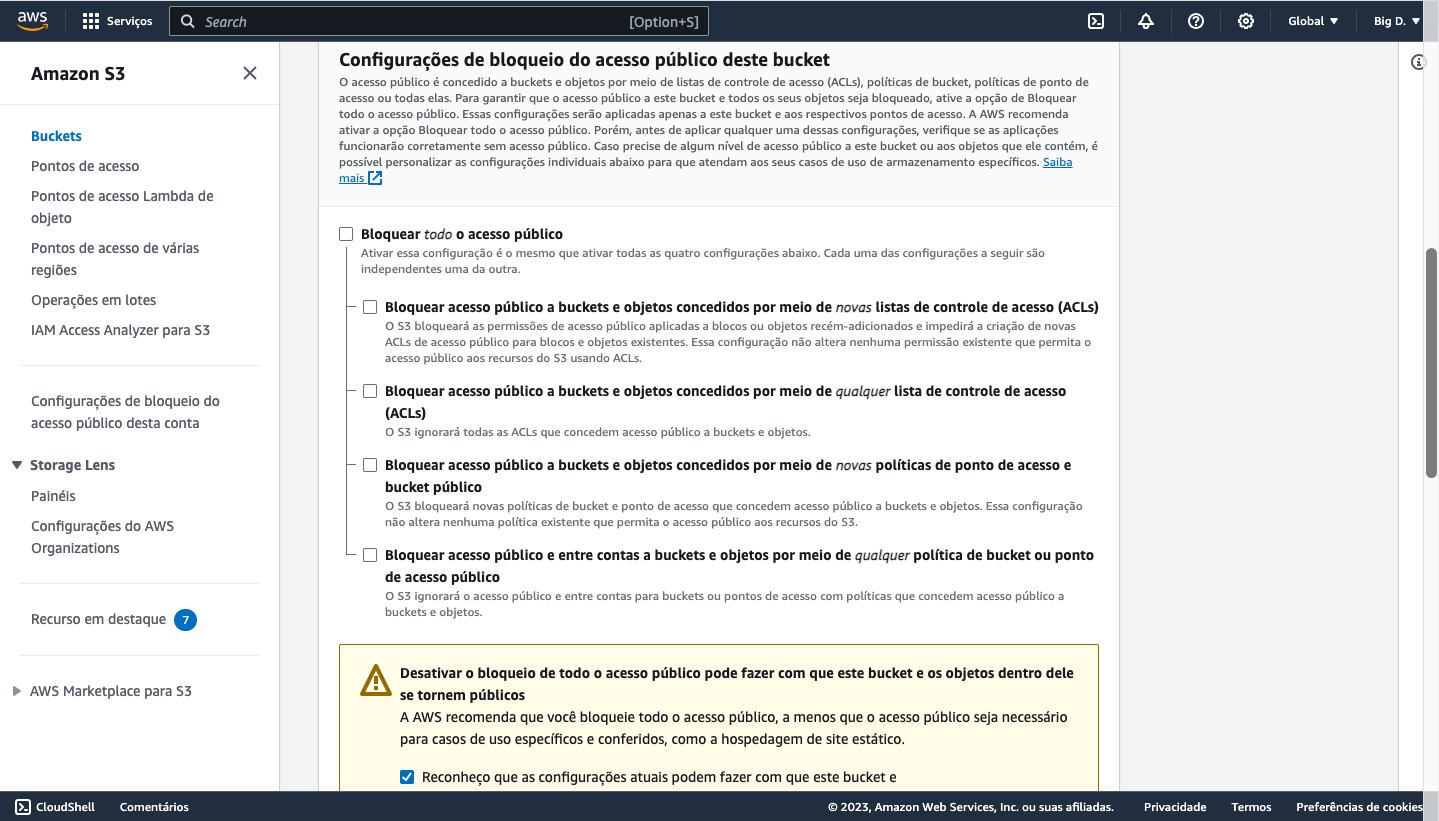 aws
Serviços
Search
[Option+S]
Global
Big D.
Amazon S3
Buckets
Pontos de acesso
Pontos de acesso Lambda de
objeto
Pontos de acesso de várias
regiões
Operações em lotes
IAM Access Analyzer para S3
Configurações de bloqueio do
acesso público desta conta
Storage Lens
Painéis
Configurações do AWS
Organizations
Recurso em destaque 7
AWS Marketplace para S3
Configurações de bloqueio do acesso público deste bucket
O acesso público é concedido a buckets e objetos por meio de listas de controle de acesso (ACLs), políticas de bucket, políticas de ponto de
acesso ou todas elas. Para garantir que o acesso público a este bucket e todos os seus objetos seja bloqueado, ative a opção de Bloquear
todo o acesso público. Essas configurações serão aplicadas apenas a este bucket e aos respectivos pontos de acesso. A AWS recomenda
ativar a opção Bloquear todo o acesso público. Porém, antes de aplicar qualquer uma dessas configurações, verifique se as aplicações
funcionarão corretamente sem acesso público. Caso precise de algum nível de acesso público a este bucket ou aos objetos que ele contém, é
possível personalizar as configurações individuais abaixo para que atendam aos seus casos de uso de armazenamento específicos. Saiba
mais
Bloquear todo o acesso público
Ativar essa configuração é o mesmo que ativar todas as quatro configurações abaixo. Cada uma das configurações a seguir são
independentes uma da outra.
Bloquear acesso público a buckets e objetos concedidos por meio de novas listas de controle de acesso (ACLs)
O S3 bloqueará as permissões de acesso público aplicadas a blocos ou objetos recém-adicionados e impedirá a criação de novas
ACLs de acesso público para blocos e objetos existentes. Essa configuração não altera nenhuma permissão existente que permita o
acesso público aos recursos do S3 usando ACLs.
Bloquear acesso público a buckets e objetos concedidos por meio de qualquer lista de controle de acesso
(ACLs)
O S3 ignorará todas as ACLs que concedem acesso público a buckets e objetos.
Bloquear acesso público a buckets e objetos concedidos por meio de novas políticas de ponto de acesso e
bucket público
O S3 bloqueará novas políticas de bucket e ponto de acesso que concedem acesso público a buckets e objetos. Essa configuração
não altera nenhuma política existente que permita o acesso público aos recursos do S3.
Bloquear acesso público e entre contas a buckets e objetos por meio de qualquer política de bucket ou ponto
de acesso público
O S3 ignorará o acesso público e entre contas para buckets ou pontos de acesso com políticas que concedem acesso público a
buckets e objetos.
Desativar o bloqueio de todo o acesso público pode fazer com que este bucket e os objetos dentro dele
se tornem públicos
A AWS recomenda que você bloqueie todo o acesso público, a menos que o acesso público seja necessário
para casos de uso específicos e conferidos, como a hospedagem de site estático.
Reconheço que as configurações atuais podem fazer com que este bucket e
CloudShell
Comentários
© 2023, Amazon Web Services, Inc. ou suas afiliadas.
Privacidade
Termos
Preferências de cookies